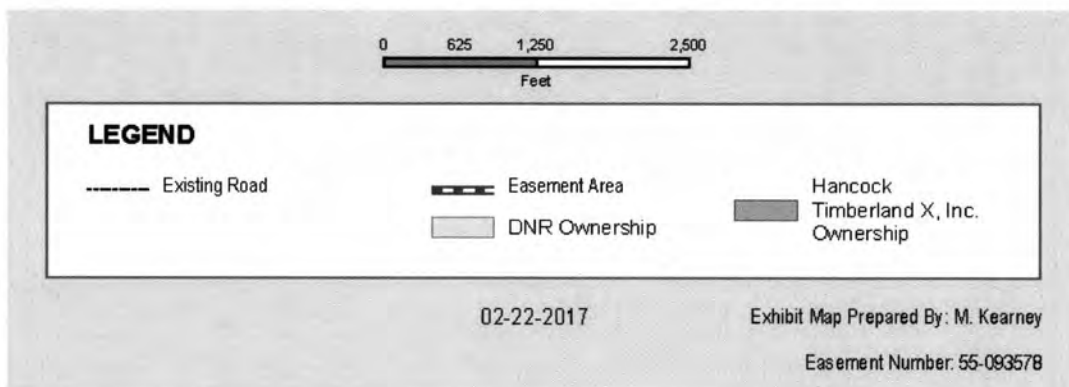 0 625 1,250 2,500
Feet
LEGEND
Existing Road
Easement Area
DNR Ownership
Hancock
Timberland X, Inc.
Ownership
02-22-2017
Exhibit Map Prepared By: M. Kearney
Easement Number: 55-093578